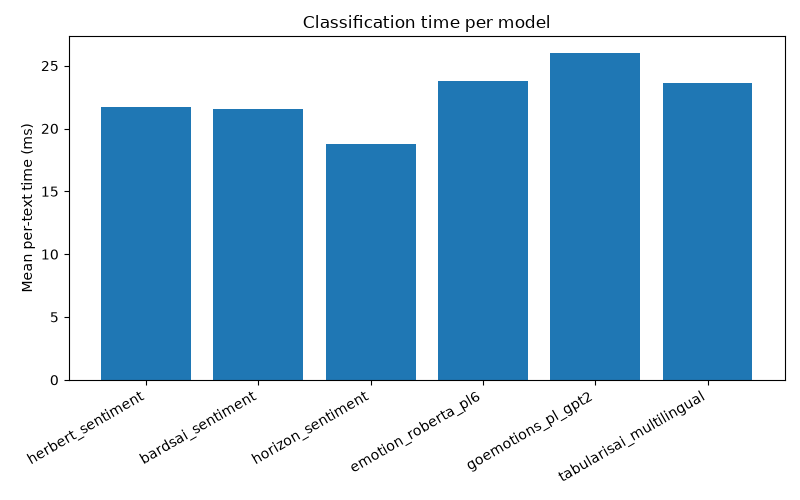 Classification time per model
Mean per-text time (ms)
25
20
15
10
5
0
herbert_sentiment
bardsai_sentiment
horizon_sentiment
emotion_roberta_pl6
goemotions_pl_gpt2
tabularisai_multilingual